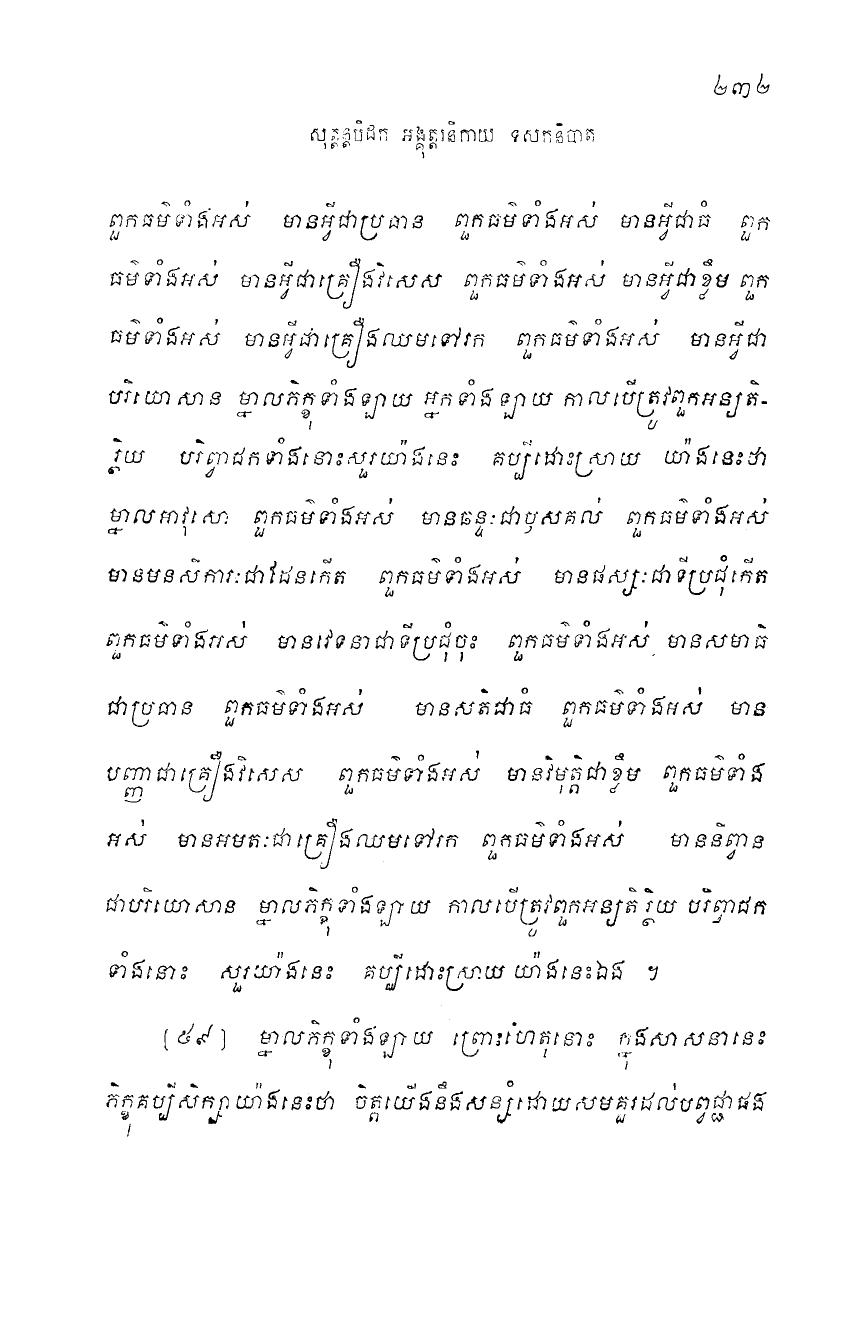 ២៣២
សុត្តន្តបិដក អង្គុត្តរនិកាយ ទសកនិបាត
ពួកធម៌ទាំងអស់ មានអ្វីជាប្រធាន ពួកធម៌ទាំងអស់ មានអ្វីជាធំ ពួក
ធម៌ទាំងអស់ មានអ្វីជាគ្រឿងវិសេស ពួកធម៌ទាំងអស់ មានអ្វីជាខ្លឹម ពួក
ធម៌ទាំងអស់ មានអ្វីជាគ្រឿងឈមទៅរក ពួកធម៌ទាំងអស់ មានអ្វីជា
បរិយោសាន ម្នាលភិក្ខុទាំងឡាយ អ្នកទាំងឡាយ កាលបើត្រូវពួកអន្យតិ-
រ្ថិយ បរិព្វាជកទាំងនោះសួរយ៉ាងនេះ គប្បីដោះស្រាយ យ៉ាងនេះថា
ម្នាលអាវុសោ ពួកធម៌ទាំងអស់ មានឆន្ទៈជាឫសគល់ ពួកធម៌ទាំងអស់
មានមនសិការៈជាដែនកើត ពួកធម៌ទាំងអស់ មានផស្សៈជាទីប្រជុំកើត
ពួកធម៌ទាំងអស់ មានវេទនាជាទីប្រជុំចុះ ពួកធម៌ទាំងអស់ មានសមាធិ
ជាប្រធាន ពួកធម៌ទាំងអស់ មានសតិជាធំ ពួកធម៌ទាំងអស់ មាន
បញ្ញាជាគ្រឿងវិសេស ពួកធម៌ទាំងអស់ មានវិមុត្តិជាខ្លឹម ពួកធម៌ទាំង
អស់ មានអមតៈជាគ្រឿងឈមទៅរក ពួកធម៌ទាំងអស់ មាននិព្វាន
ជាបរិយោសាន ម្នាលភិក្ខុទាំងឡាយ កាលបើត្រូវពួកអន្យតិរ្ថិយ បរិព្វាជក
ទាំងនោះ សួរយ៉ាងនេះ គប្បីដោះស្រាយ យ៉ាងនេះឯង ។
[៥៩] ម្នាលភិក្ខុទាំងឡាយ ព្រោះហេតុនោះ ក្នុងសាសនានេះ
ភិក្ខុគប្បីសិក្សាយ៉ាងនេះថា ចិត្តយើងនឹងសន្សំដោយសមគួរដល់បព្វជ្ជាផង